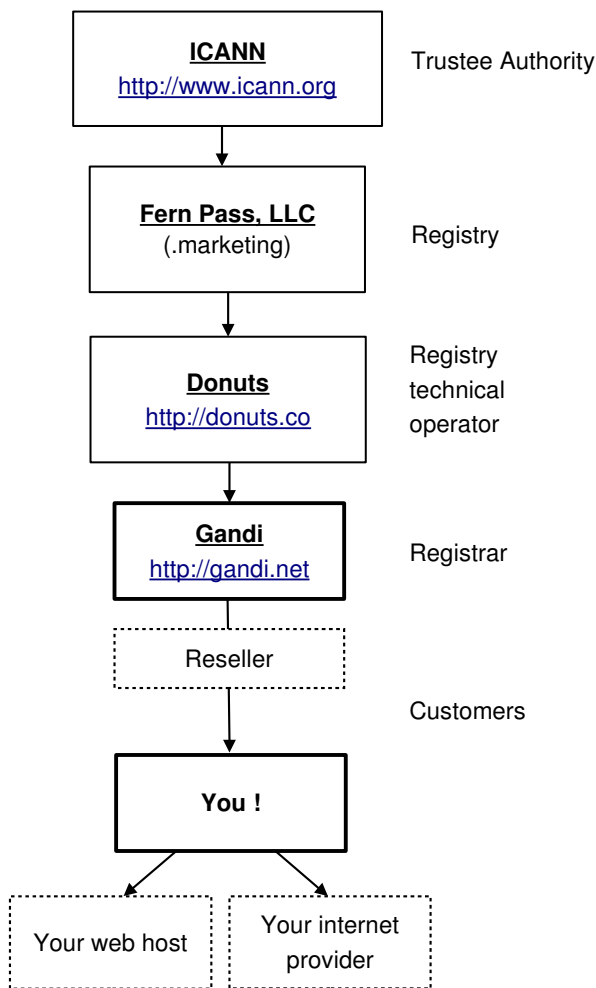 ICANN
http://www.icann.org
Trustee Authority
Fern Pass, LLC
(.marketing)
Registry
Donuts
http://donuts.co
Registry
technical
operator
Gandi
http://gandi.net
Registrar
Reseller
Customers
You !
Your web host
Your internet
provider